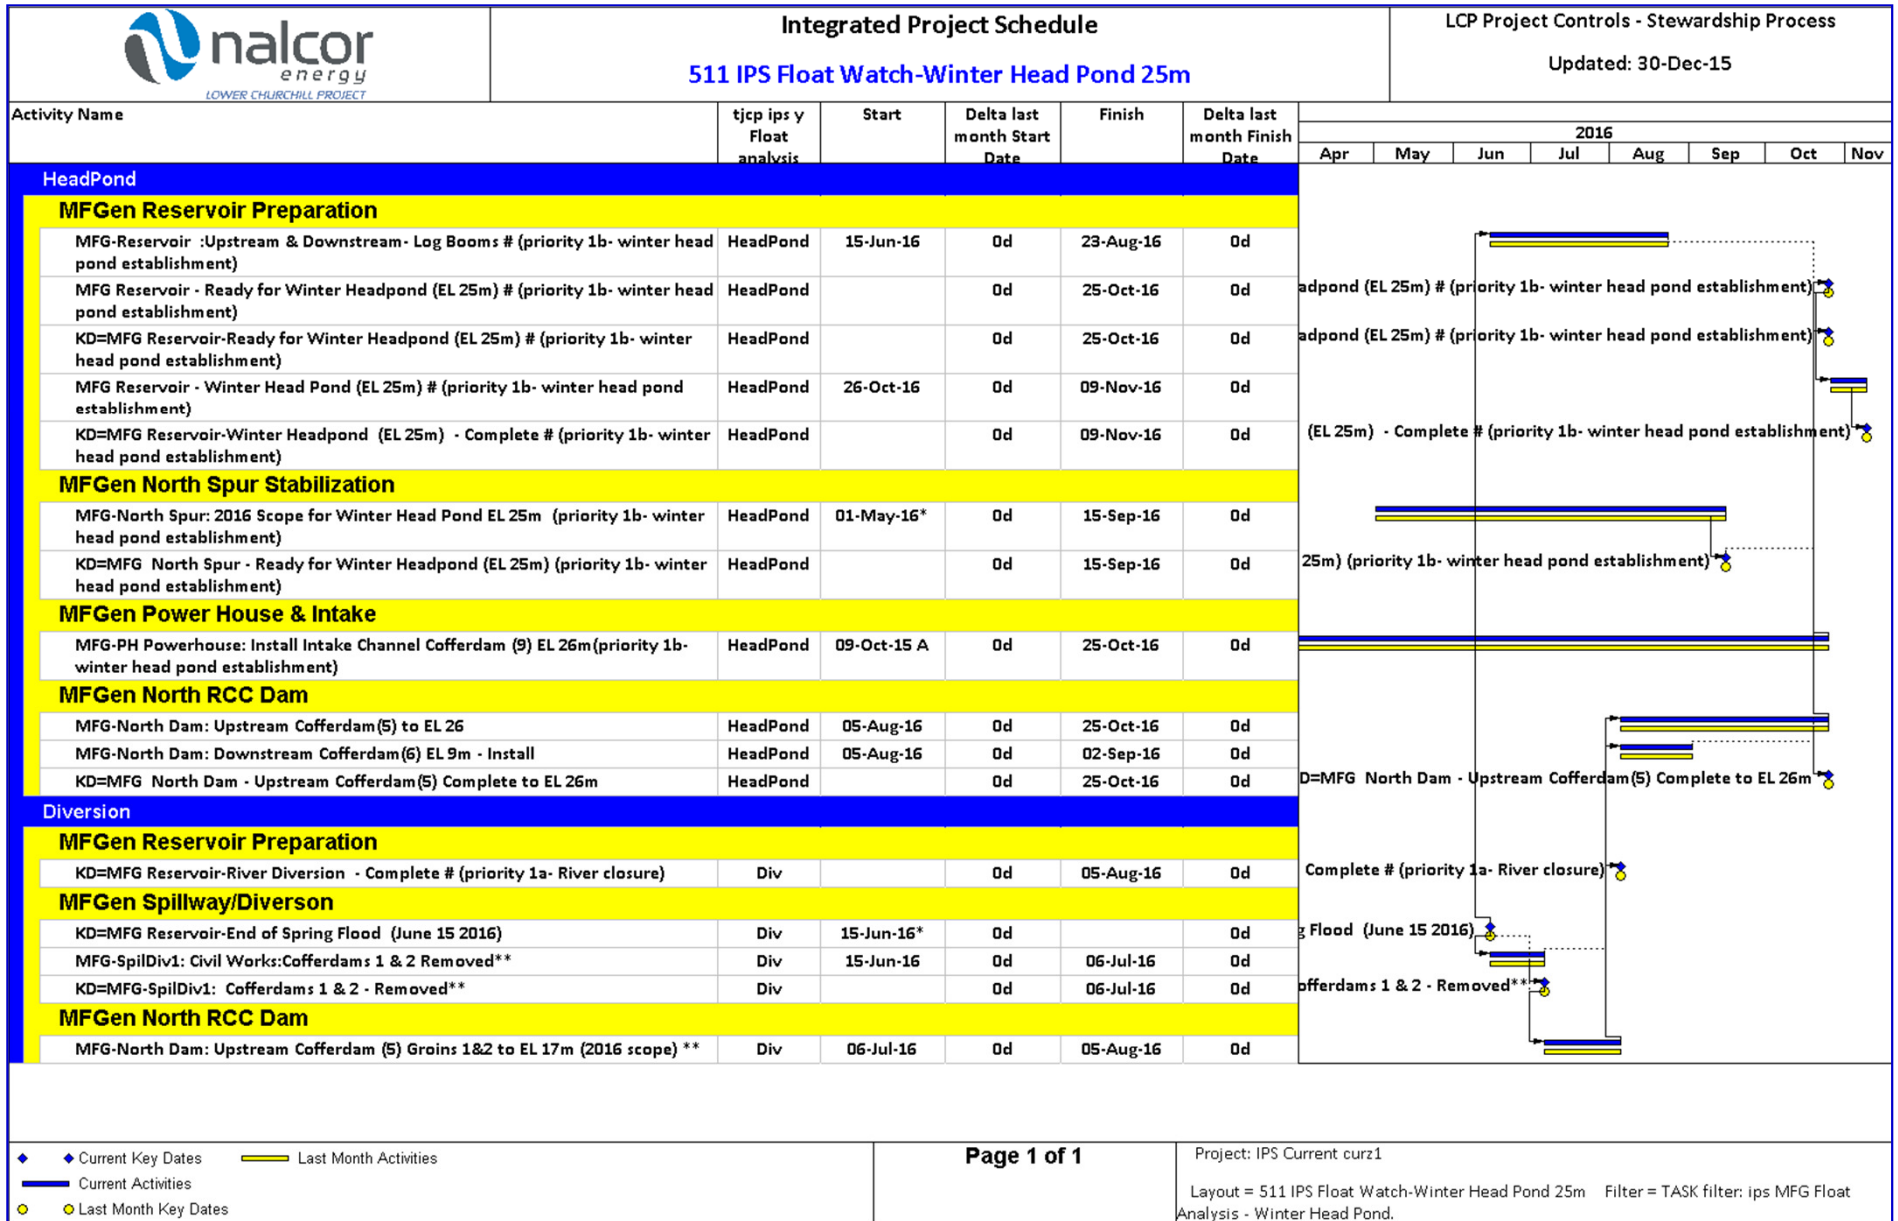 nalcor
energy
LOWER CHURCHILL PROJECT
Integrated Project Schedule
511 IPS Float Watch-Winter Head Pond 25m
LCP Project Controls - Stewardship Process
Updated: 30-Dec-15
Activity Name
tjcp ips y
Float
analysis
Start
Delta last
month Start
Date
Finish
Delta last
month Finish
Date
2016
Apr May Jun Jul Aug Sep Oct Nov
HeadPond
MFGen Reservoir Preparation
MFG-Reservoir :Upstream & Downstream- Log Booms # (priority 1b- winter head HeadPond 15-Jun-16 0d 23-Aug-16 0d
pond establishment)
MFG Reservoir - Ready for Winter Headpond (EL 25m) # (priority 1b- winter head HeadPond 0d 25-Oct-16 0d adpond (EL 25m) # (priority 1b- winter head pond establishment)
pond establishment)
KD=MFG Reservoir-Ready for Winter Headpond (EL 25m) # (priority 1b- winter HeadPond 0d 25-Oct-16 0d adpond (EL 25m) # (priority 1b- winter head pond establishment)
head pond establishment)
MFG Reservoir - Winter Head Pond (EL 25m) # (priority 1b- winter head pond HeadPond 26-Oct-16 0d 09-Nov-16 0d
establishment)
KD=MFG Reservoir-Winter Headpond (EL 25m) - Complete # (priority 1b- winter HeadPond 0d 09-Nov-16 0d (EL 25m) - Complete # (priority 1b- winter head pond establishment)
head pond establishment)
MFGen North Spur Stabilization
MFG-North Spur: 2016 Scope for Winter Head Pond EL 25m (priority 1b- winter HeadPond 01-May-16* 0d 15-Sep-16 0d
head pond establishment)
KD=MFG North Spur - Ready for Winter Headpond (EL 25m) (priority 1b- winter HeadPond 0d 15-Sep-16 0d 25m) (priority 1b- winter head pond establishment)
head pond establishment)
MFGen Power House & Intake
MFG-PH Powerhouse: Install Intake Channel Cofferdam (9) EL 26m(priority 1b- HeadPond 09-Oct-15 A 0d 25-Oct-16 0d
winter head pond establishment)
MFGen North RCC Dam
MFG-North Dam: Upstream Cofferdam(5) to EL 26 HeadPond 05-Aug-16 0d 25-Oct-16 0d
MFG-North Dam: Downstream Cofferdam(6) EL 9m - Install HeadPond 05-Aug-16 0d 02-Sep-16 0d
KD=MFG North Dam - Upstream Cofferdam(5) Complete to EL 26m HeadPond 0d 25-Oct-16 0d D=MFG North Dam - Upstream Cofferdam(5) Complete to EL 26m
Diversion
MFGen Reservoir Preparation
KD=MFG Reservoir-River Diversion - Complete # (priority 1a- River closure) Div 0d 05-Aug-16 0d Complete # (priority 1a- River closure)
MFGen Spillway/Diverson
KD=MFG Reservoir-End of Spring Flood (June 15 2016) Div 15-Jun-16* 0d 0d g Flood (June 15 2016)
MFG-SpilDiv1: Civil Works:Cofferdams 1 & 2 Removed** Div 15-Jun-16 0d 06-Jul-16 0d
KD=MFG-SpilDiv1: Cofferdams 1 & 2 - Removed** Div 0d 06-Jul-16 0d offerdams 1 & 2 - Removed**
MFGen North RCC Dam
MFG-North Dam: Upstream Cofferdam (5) Groins 1&2 to EL 17m (2016 scope) ** Div 06-Jul-16 0d 05-Aug-16 0d
Current Key Dates Last Month Activities
Current Activities
Last Month Key Dates
Page 1 of 1
Project: IPS Current curz1
Layout = 511 IPS Float Watch-Winter Head Pond 25m Filter = TASK filter: ips MFG Float
Analysis - Winter Head Pond.